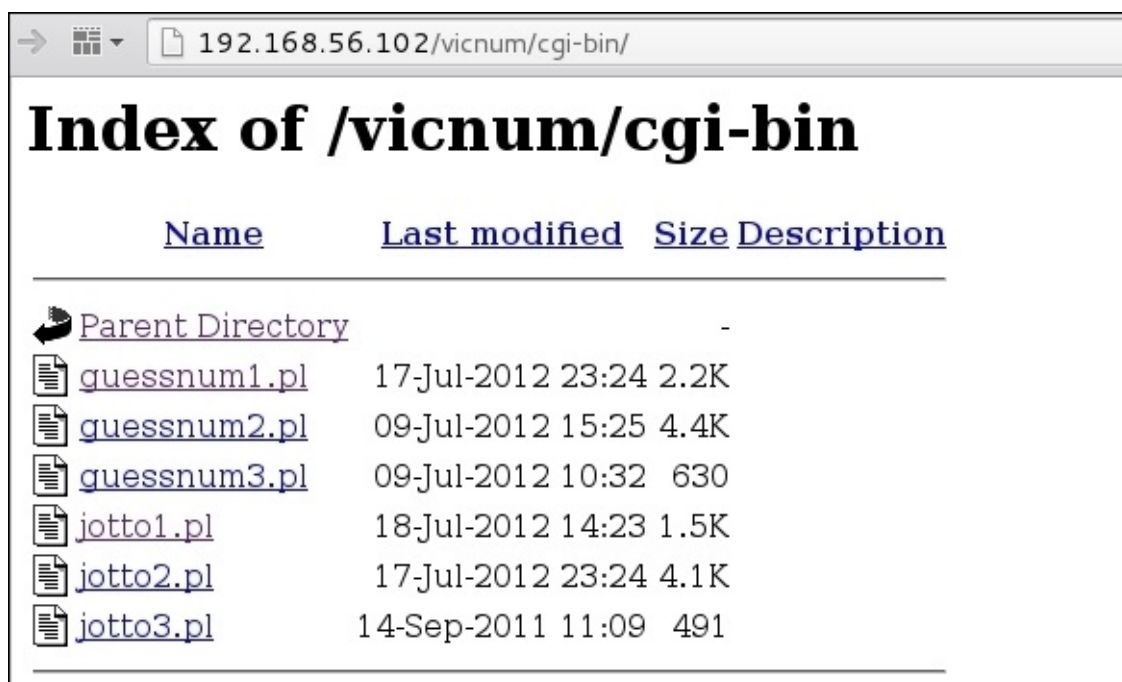 192.168.56.102/vicnum/cgi-bin/
Index of /vicnum/cgi-bin
Name Last modified Size Description
Parent Directory -
guessnum1.pl 17-Jul-2012 23:24 2.2K
guessnum2.pl 09-Jul-2012 15:25 4.4K
guessnum3.pl 09-Jul-2012 10:32 630
jotto1.pl 18-Jul-2012 14:23 1.5K
jotto2.pl 17-Jul-2012 23:24 4.1K
jotto3.pl 14-Sep-2011 11:09 491